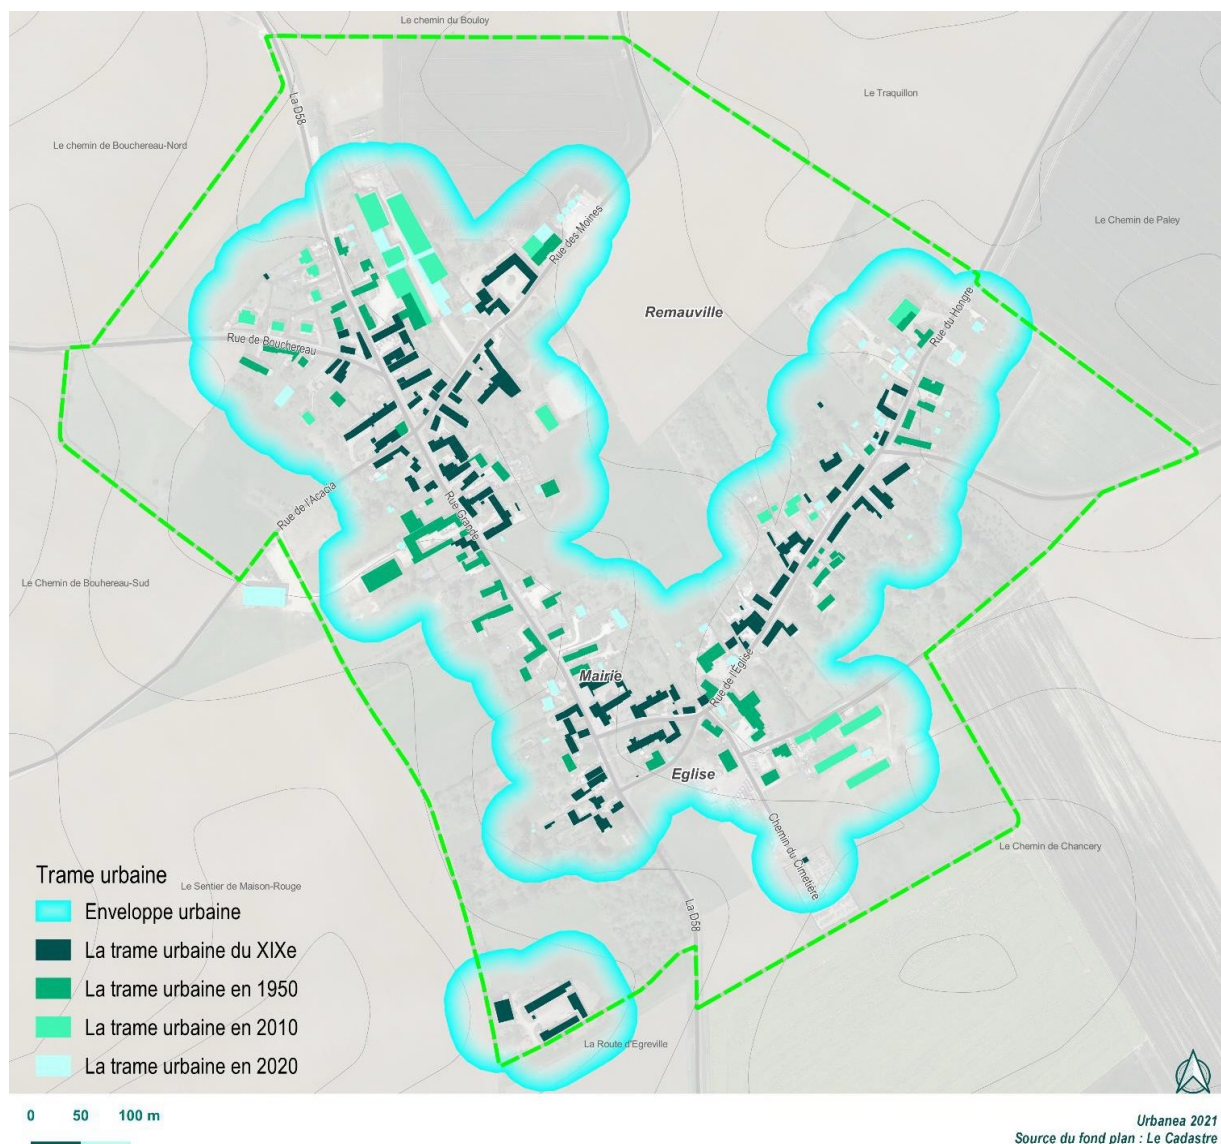 Le chemin du Bouloy
Le Traquillon
La D58
Le chemin de Bouchereau-Nord
Rue des Moines
Le Chemin de Paley
Remauville
Rue du Hongre
Rue de Bouchereau
Rue de l'Acacia
Rue Grande
Le Chemin de Bouhereau-Sud
Mairie
Rue de l'Église
Eglise
Chemin du Cimetière
Le Chemin de Chancery
Trame urbaine
Le Sentier de Maison-Rouge
Enveloppe urbaine
La D58
La trame urbaine du XIXe
La trame urbaine en 1950
La trame urbaine en 2010
La Route d'Egreville
La trame urbaine en 2020
0 50 100 m
Urbanea 2021
Source du fond plan : Le Cadastre